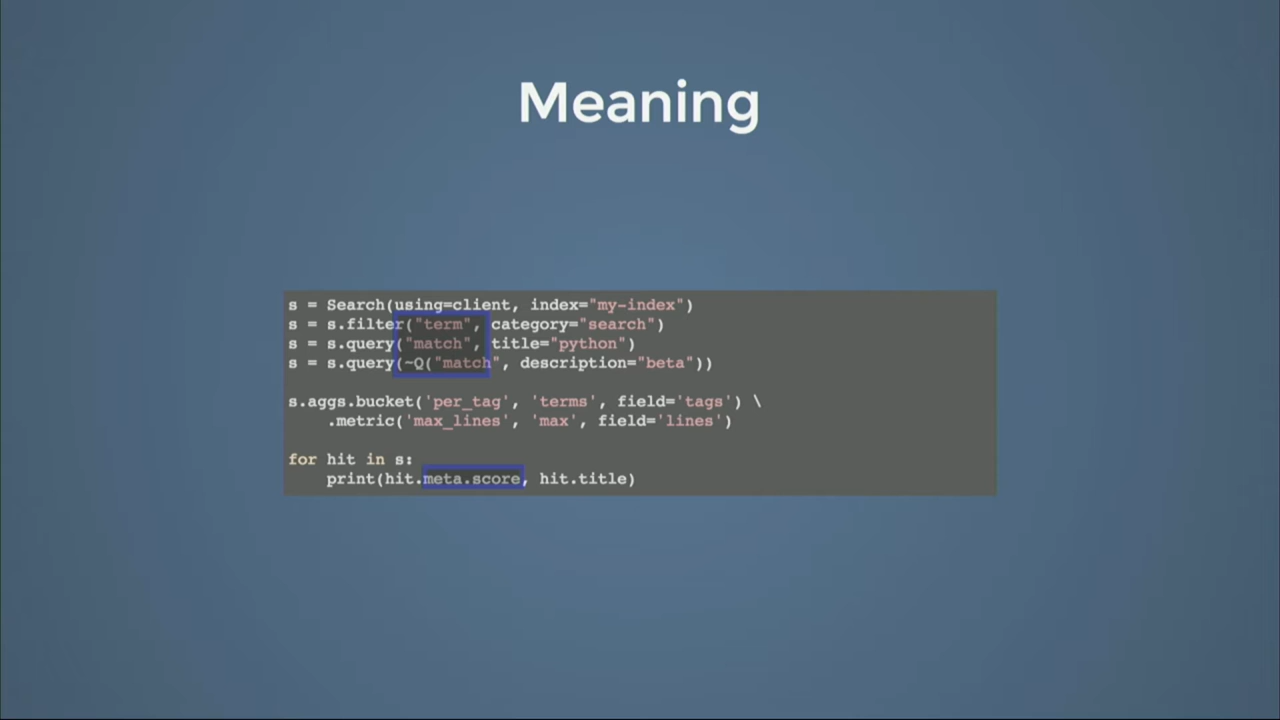 Meaning
s = Search(using=client, index="my-index")
s = s.filter("term", category="search")
s = s.query("match", title="python")
s = s.query(~Q("match", description="beta"))
s.aggs.bucket('per_tag', 'terms', field='tags') \
    .metric('max_lines', 'max', field='lines')
for hit in s:
    print(hit.meta.score, hit.title)